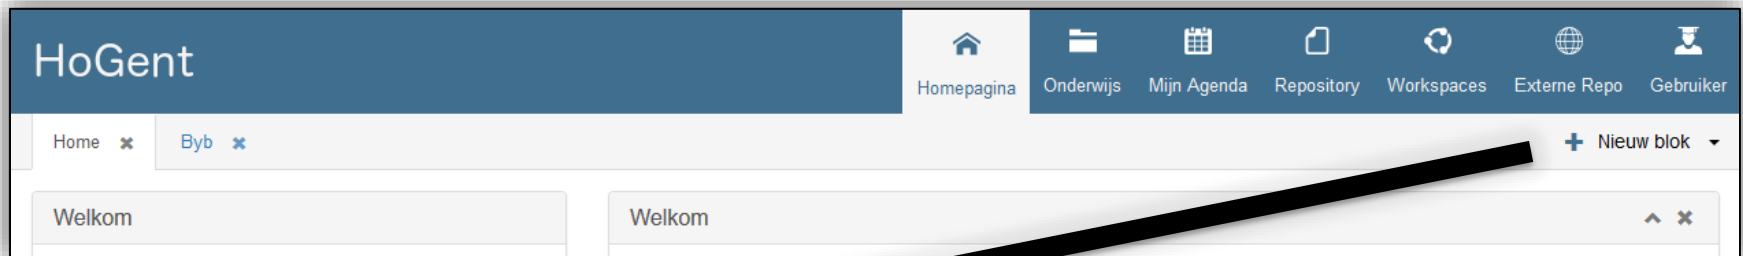 HoGent
Homepagina Onderwijs Mijn Agenda Repository Workspaces Externe Repo Gebruiker
Home Byb Nieuw blok
Welkom Welkom